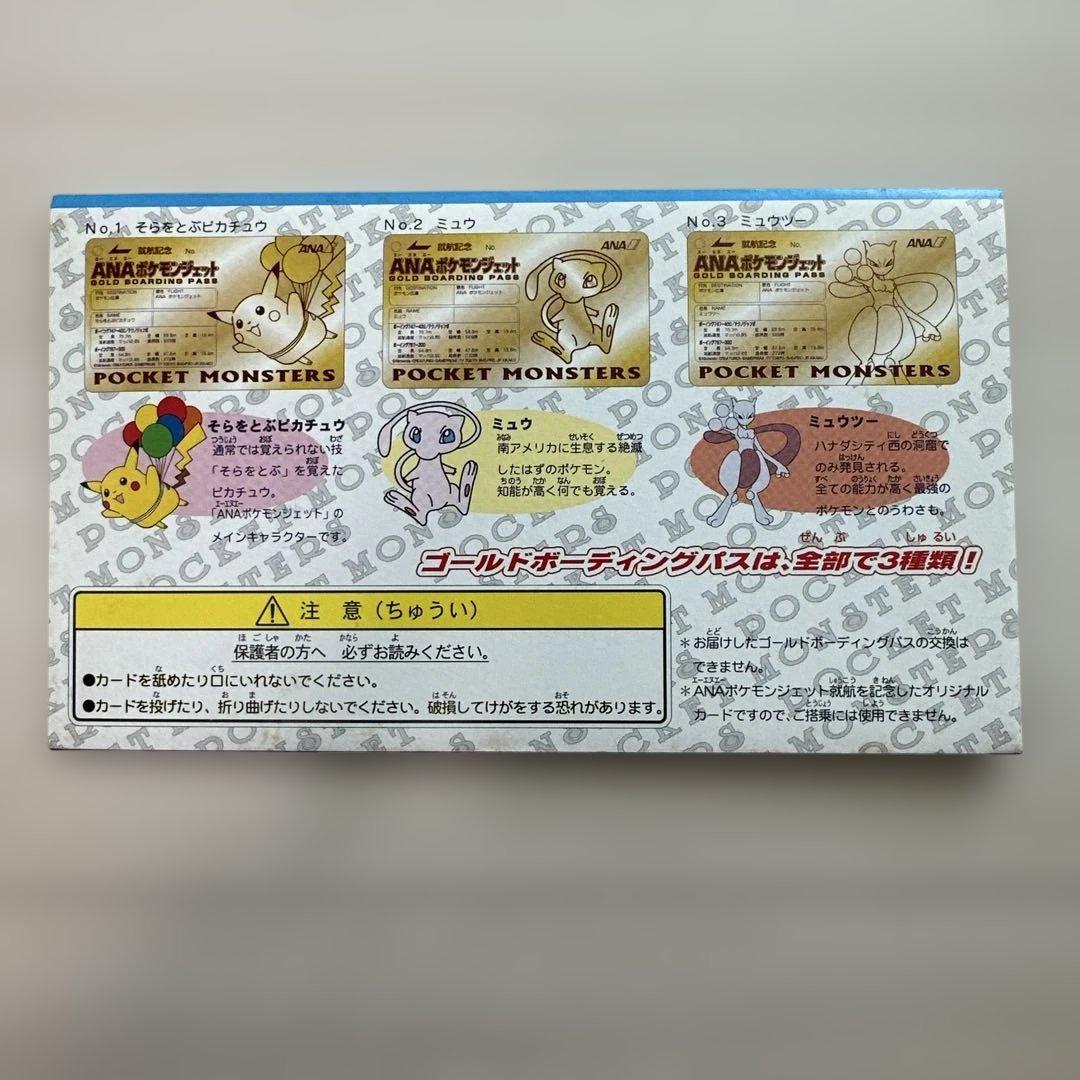 No.1 そらをとぶピカチュウ
就航記念 No. ANA
ANAポケモンジェット
GOLD BOARDING PASS
POCKET MONSTERS
No.2 ミュウ
就航記念 No. ANA
ANAポケモンジェット
GOLD BOARDING PASS
POCKET MONSTERS
No.3 ミュウツー
就航記念 No. ANA
ANAポケモンジェット
GOLD BOARDING PASS
POCKET MONSTERS
そらをとぶピカチュウ
通常では覚えられない技
「そらをとぶ」を覚えた
ピカチュウ。
「ANAポケモンジェット」の
メインキャラクターです。
ミュウ
南アメリカに生息する絶滅
したはずのポケモン。
知能が高く何でも覚える。
ミュウツー
ハナダシティ西の洞窟で
のみ発見される。
全ての能力が高く最強の
ポケモンとのうわさも。
ゴールドボーディングパスは、全部で3種類!
注 意(ちゅうい)
保護者の方へ 必ずお読みください。
●カードを舐めたり口にいれないでください。
●カードを投げたり、折り曲げたりしないでください。破損してけがをする恐れがあります。
*お届けしたゴールドボーディングパスの交換は
できません。
*ANAポケモンジェット就航を記念したオリジナル
カードですので、ご搭乗には使用できません。